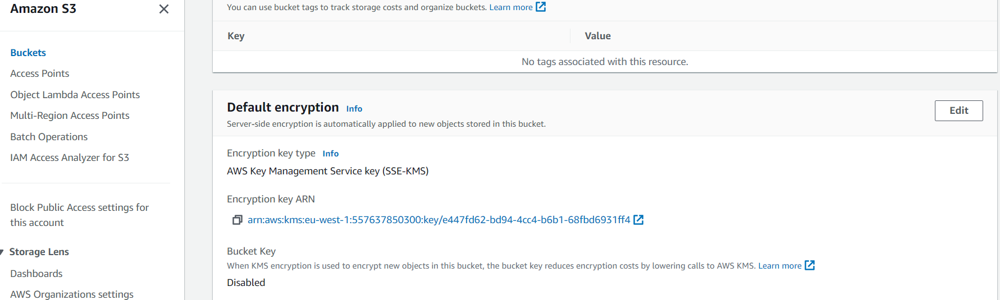 Amazon S3
Buckets
Access Points
Object Lambda Access Points
Multi-Region Access Points
Batch Operations
IAM Access Analyzer for S3
Block Public Access settings for
this account
Storage Lens
Dashboards
AWS Organizations settings
You can use bucket tags to track storage costs and organize buckets. Learn more
Key Value
No tags associated with this resource.
Default encryption Info
Edit
Server-side encryption is automatically applied to new objects stored in this bucket.
Encryption key type Info
AWS Key Management Service key (SSE-KMS)
Encryption key ARN
arn:aws:kms:eu-west-1:557637850300:key/e447fd62-bd94-4cc4-b6b1-68fbd6931ff4
Bucket Key
When KMS encryption is used to encrypt new objects in this bucket, the bucket key reduces encryption costs by lowering calls to AWS KMS. Learn more
Disabled